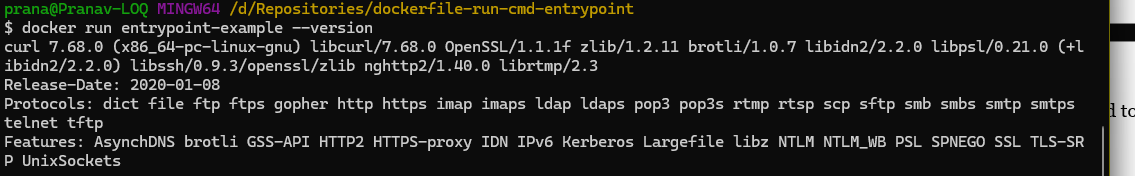 prana@Pranav-LOQ MINGW64 /d/Repositories/dockerfile-run-cmd-entrypoint
$ docker run entrypoint-example --version
curl 7.68.0 (x86_64-pc-linux-gnu) libcurl/7.68.0 OpenSSL/1.1.1f zlib/1.2.11 brotli/1.0.7 libidn2/2.2.0 libpsl/0.21.0 (+l
ibidn2/2.2.0) libssh/0.9.3/openssl/zlib nghttp2/1.40.0 librtmp/2.3
Release-Date: 2020-01-08
Protocols: dict file ftp ftps gopher http https imap imaps ldap ldaps pop3 pop3s rtmp rtsp scp sftp smb smbs smtp smtps
telnet tftp
Features: AsynchDNS brotli GSS-API HTTP2 HTTPS-proxy IDN IPv6 Kerberos Largefile libz NTLM NTLM_WB PSL SPNEGO SSL TLS-SR
P UnixSockets
to